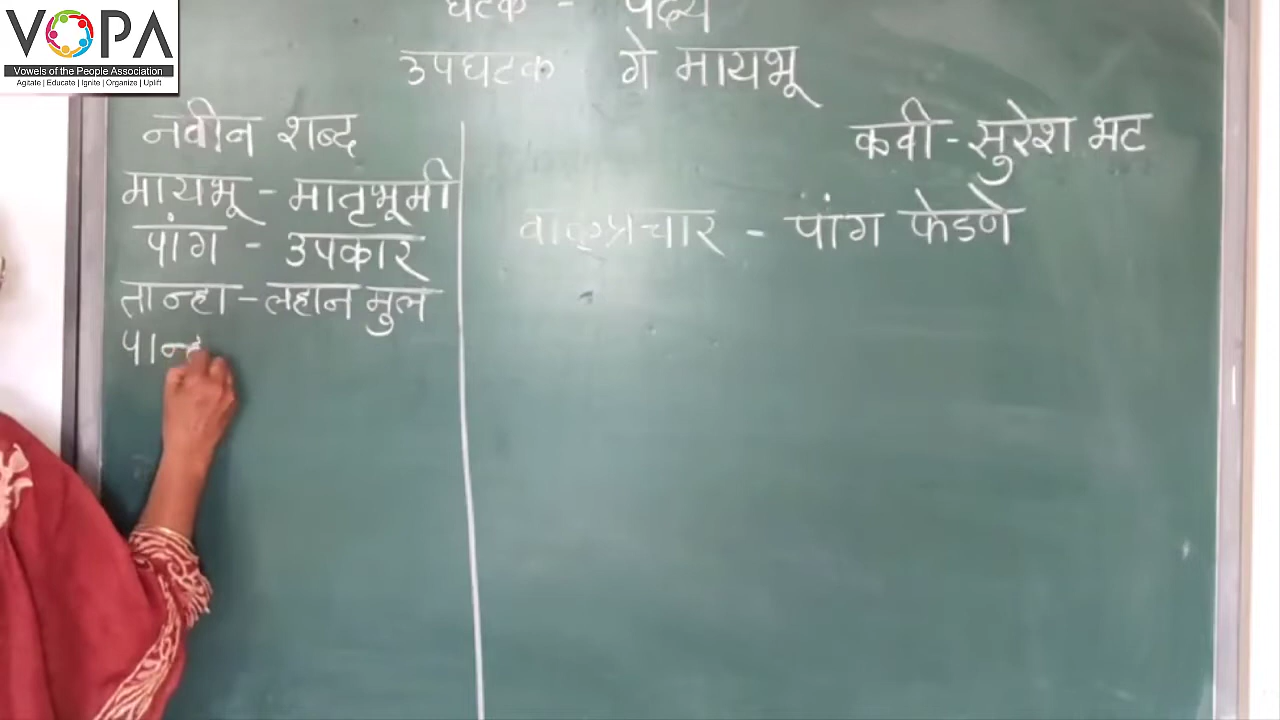 VOPA
Vowels of the People Association
Agitate | Educate | Ignite | Organize | Uplift
घटक - पद्य
उपघटक गे मायभू
नवीन शब्द
मायभू - मातृभूमी
पांग - उपकार
तान्हा - लहान मुल
पान्ह
कवी - सुरेश भट
वाक्प्रचार - पांग फेडणे